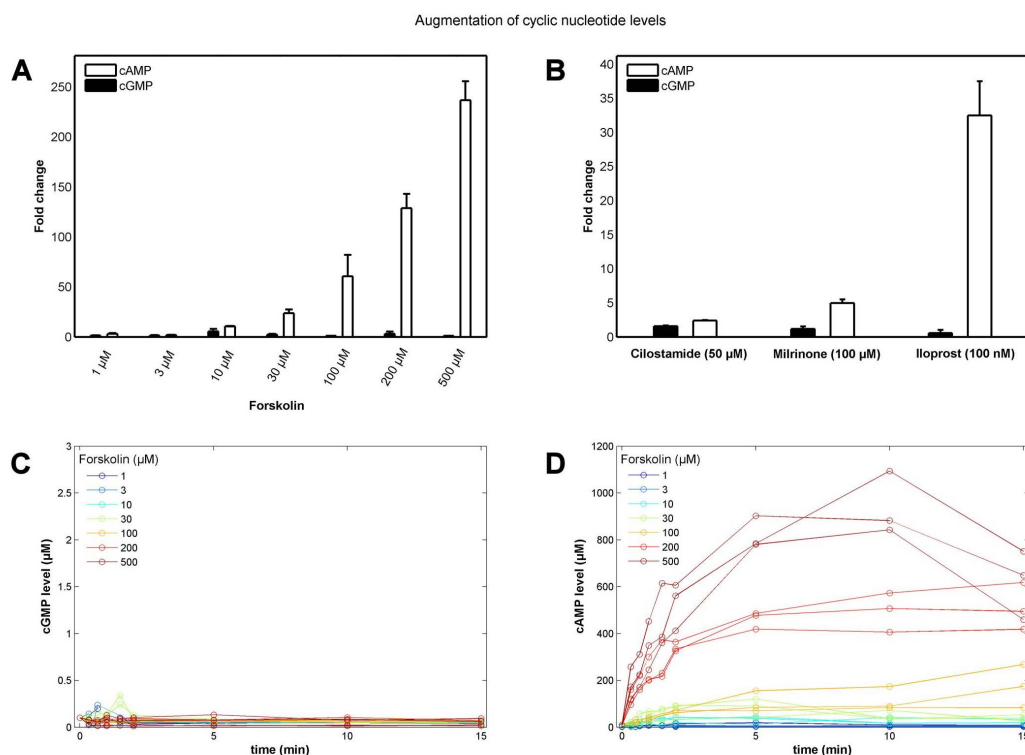 Augmentation of cyclic nucleotide levels
A
cAMP
cGMP
250
200
150
100
50
0
Fold change
1 µM
3 µM
10 µM
30 µM
100 µM
200 µM
500 µM
Forskolin
B
cAMP
cGMP
40
35
30
25
20
15
10
5
0
Fold change
Cilostamide (50 µM)
Milrinone (100 µM)
Iloprost (100 nM)
C
Forskolin (µM)
1
3
10
30
100
200
500
3
2.5
2
1.5
1
0.5
0
cGMP level (µM)
0
5
10
15
time (min)
D
Forskolin (µM)
1
3
10
30
100
200
500
1200
1000
800
600
400
200
0
cAMP level (µM)
0
5
10
15
time (min)